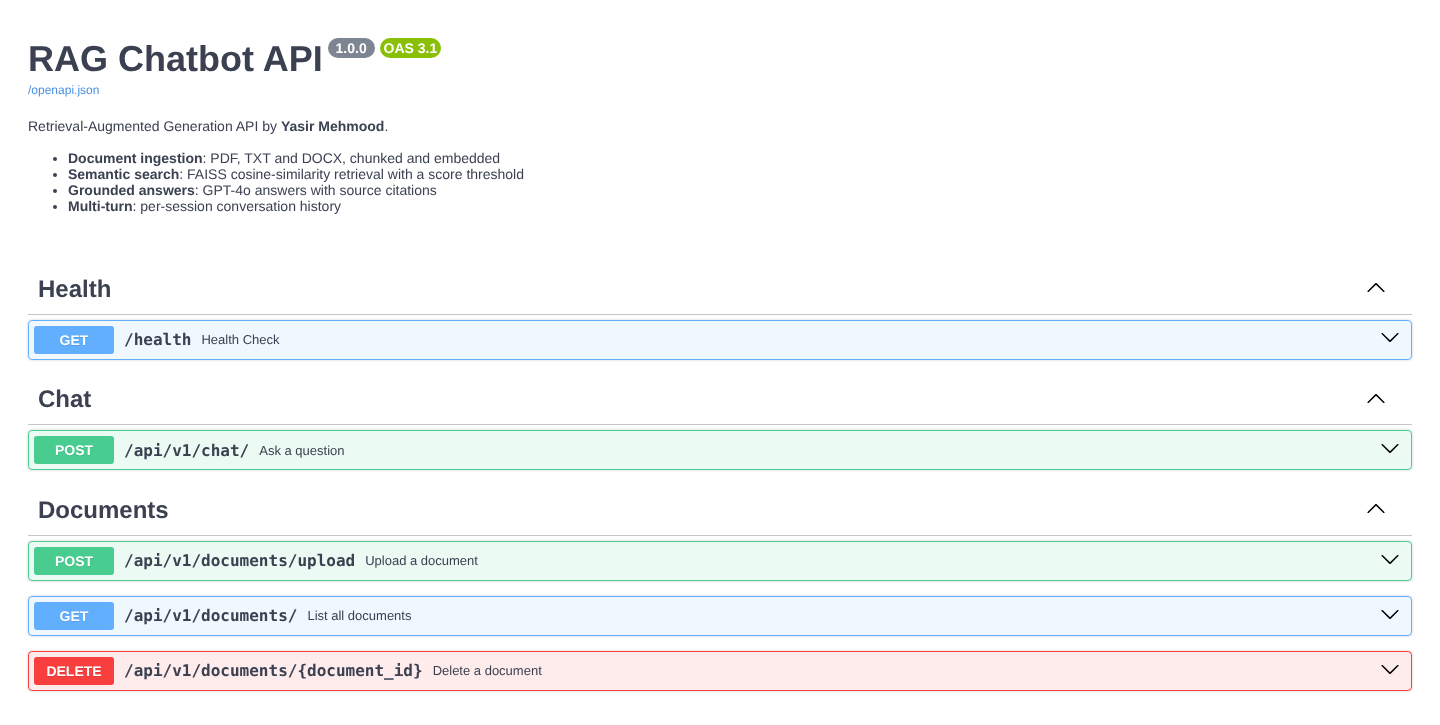 RAG Chatbot API 1.0.0 OAS 3.1
/openapi.json
Retrieval-Augmented Generation API by Yasir Mehmood.
• Document ingestion: PDF, TXT and DOCX, chunked and embedded
• Semantic search: FAISS cosine-similarity retrieval with a score threshold
• Grounded answers: GPT-4o answers with source citations
• Multi-turn: per-session conversation history
Health
GET /health Health Check
Chat
POST /api/v1/chat/ Ask a question
Documents
POST /api/v1/documents/upload Upload a document
GET /api/v1/documents/ List all documents
DELETE /api/v1/documents/{document_id} Delete a document